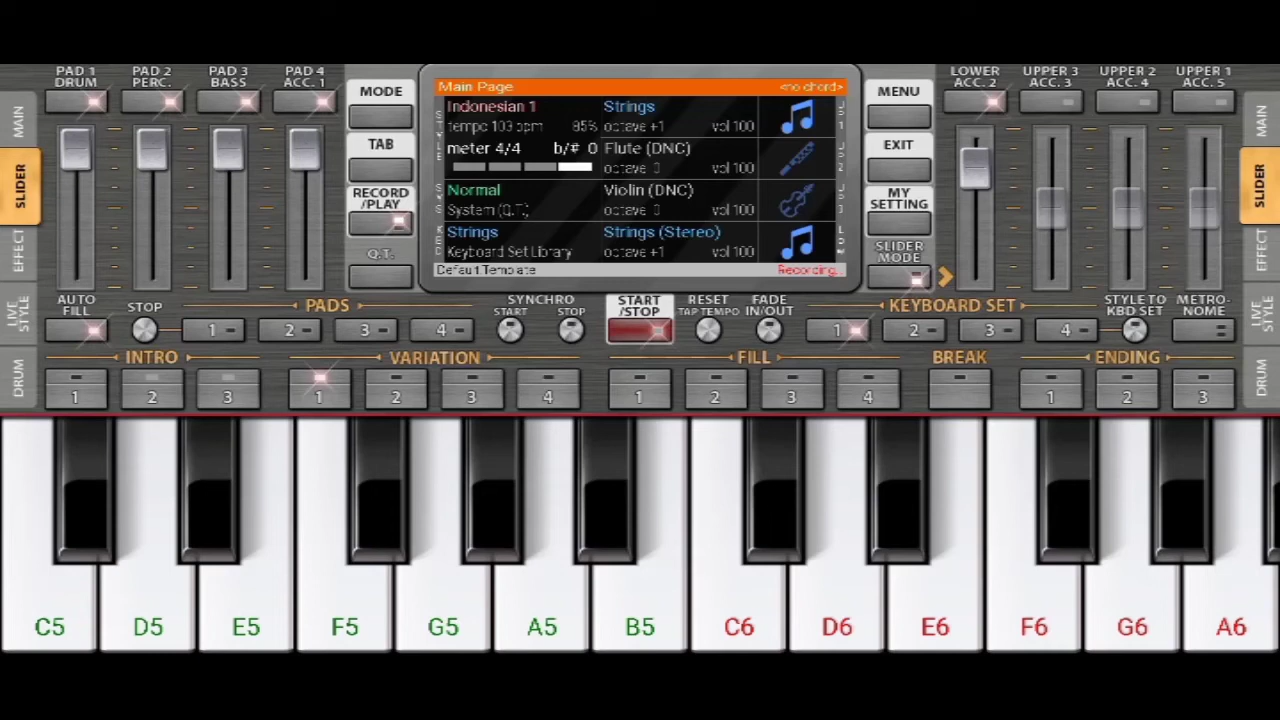 PAD 1 DRUM
PAD 2 PERC.
PAD 3 BASS
PAD 4 ACC. 1
MODE
TAB
RECORD /PLAY
Q.T.
Main Page <no chord>
Indonesian 1 Strings
tempo 103 bpm 85% octave +1 vol 100
meter 4/4 b/# 0 Flute (DNC)
octave 0 vol 100
Normal Violin (DNC)
System (Q.T.) octave 0 vol 100
Strings Strings (Stereo)
Keyboard Set Library octave +1 vol 100
Default Template Recording..
MENU
EXIT
MY SETTING
SLIDER MODE
LOWER ACC. 2
UPPER 3 ACC. 3
UPPER 2 ACC. 4
UPPER 1 ACC. 5
MAIN
SLIDER
EFFECT
LIVE STYLE
DRUM
MAIN
SLIDER
EFFECT
LIVE STYLE
DRUM
AUTO FILL
STOP
PADS
1 2 3 4
SYNCHRO
START STOP
START /STOP
RESET TAP TEMPO
FADE IN/OUT
KEYBOARD SET
1 2 3 4
STYLE TO KBD SET
METRO- NOME
INTRO VARIATION FILL BREAK ENDING
1 2 3 1 2 3 4 1 2 3 4 1 2 3
C5 D5 E5 F5 G5 A5 B5 C6 D6 E6 F6 G6 A6